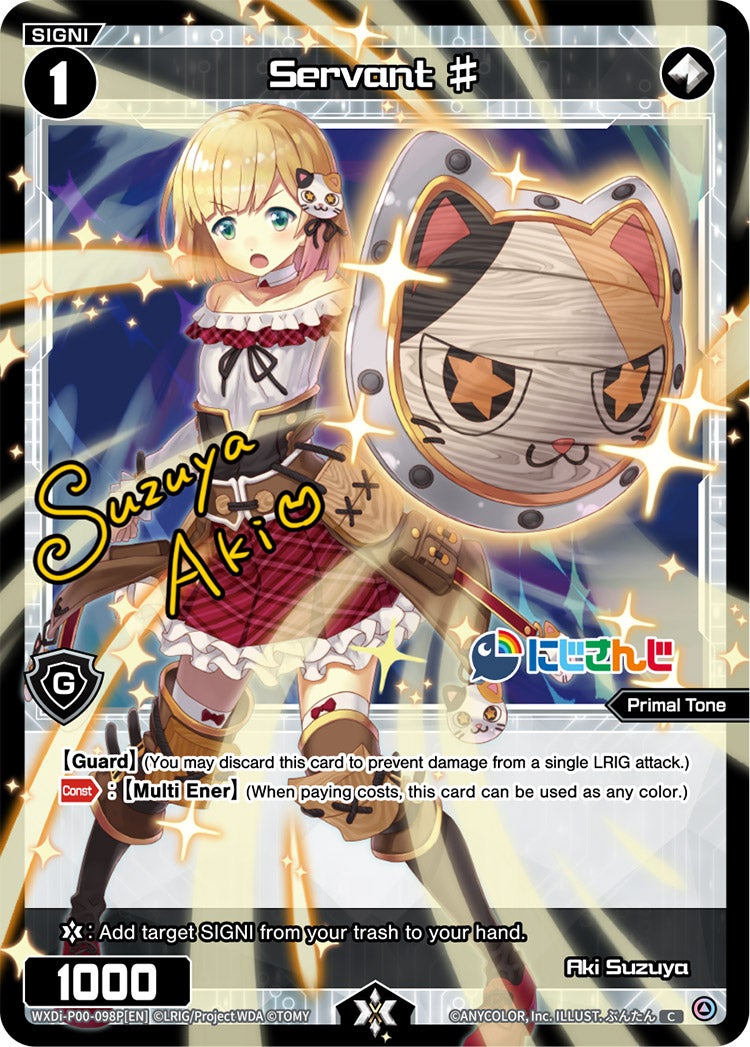 SIGNI
1
Servant #
Suzuya
Aki
G
にじさんじ
Primal Tone
【Guard】 (You may discard this card to prevent damage from a single LRIG attack.)
Const : 【Multi Ener】 (When paying costs, this card can be used as any color.)
: Add target SIGNI from your trash to your hand.
Aki Suzuya
1000
WXDi-P00-098P[EN] ©LRIG/Project WDA ©TOMY
©ANYCOLOR, Inc. ILLUST. ぶんたん C